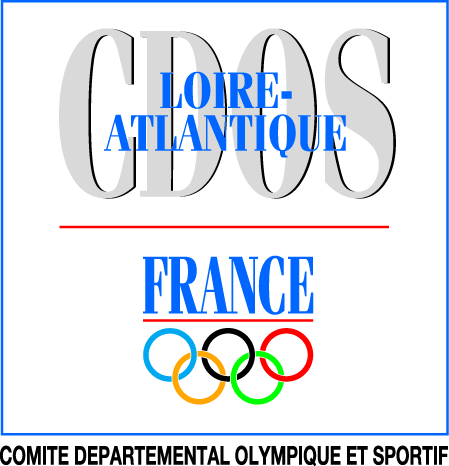 CDOS
LOIRE-
ATLANTIQUE
FRANCE
COMITE DEPARTEMENTAL OLYMPIQUE ET SPORTIF